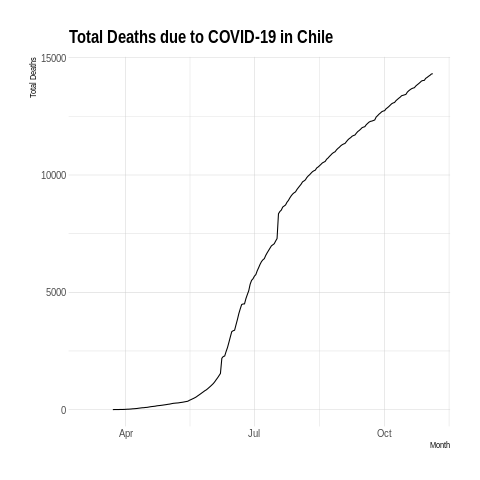 Total Deaths due to COVID-19 in Chile
Total Deaths
15000
10000
5000
0
Apr
Jul
Oct
Month